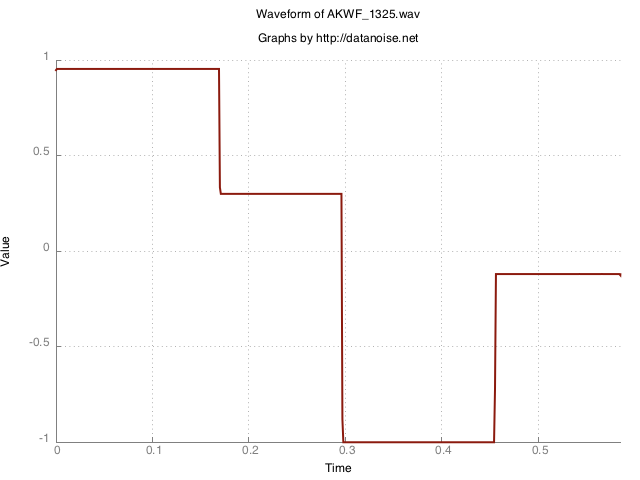 Waveform of AKWF_1325.wav
Graphs by http://datanoise.net
1
0.5
0
-0.5
-1
Value
0 0.1 0.2 0.3 0.4 0.5
Time